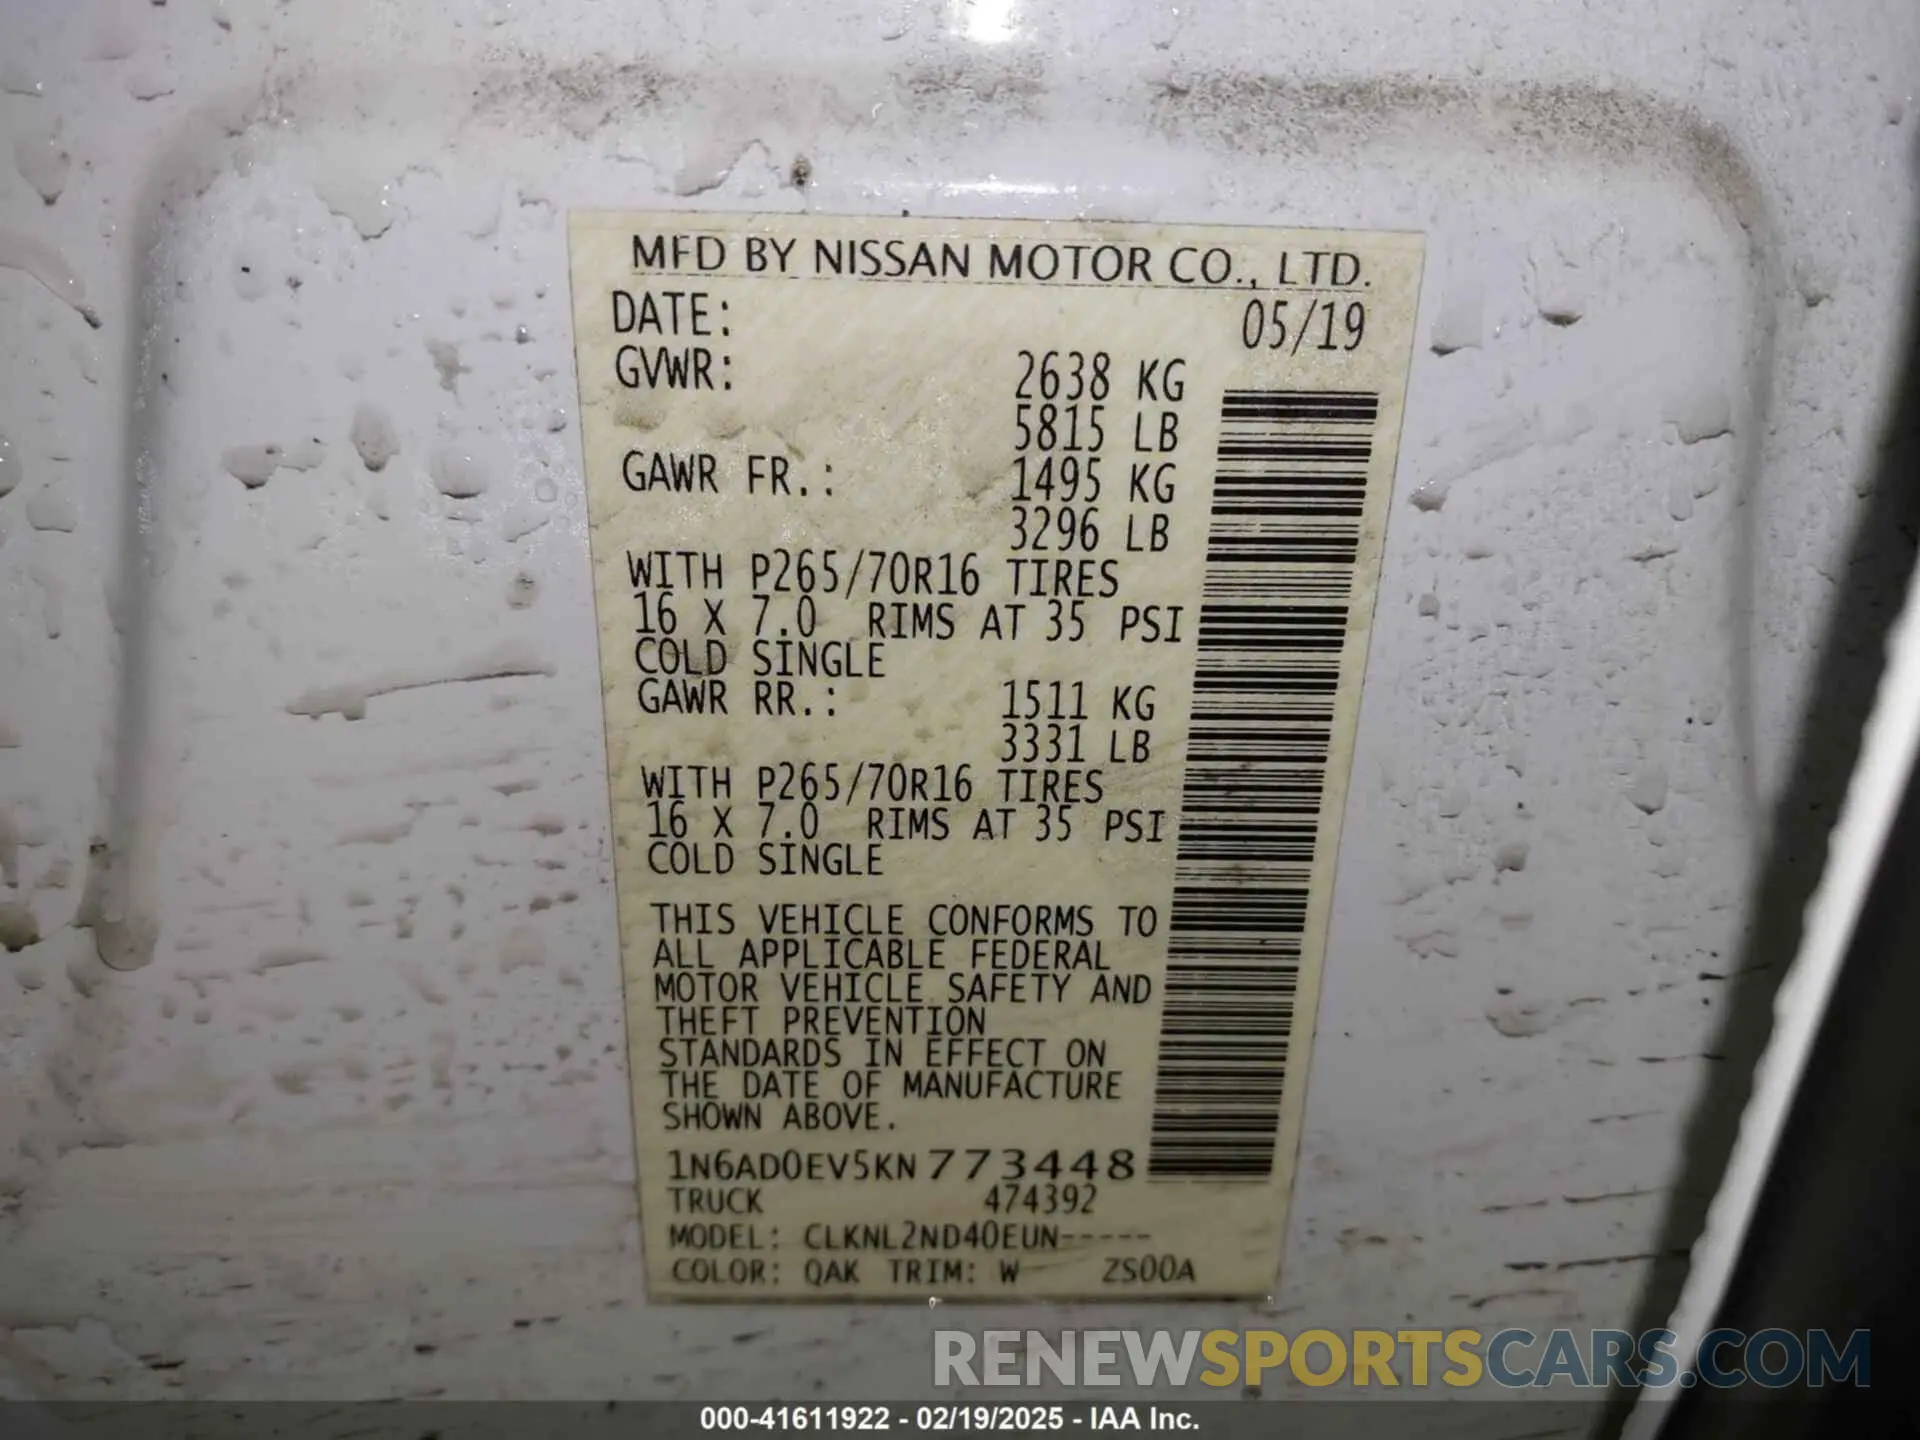 MFD BY NISSAN MOTOR CO., LTD.
DATE: 05/19
GVWR: 2638 KG
5815 LB
GAWR FR.: 1495 KG
3296 LB
WITH P265/70R16 TIRES
16 X 7.0 RIMS AT 35 PSI
COLD SINGLE
GAWR RR.: 1511 KG
3331 LB
WITH P265/70R16 TIRES
16 X 7.0 RIMS AT 35 PSI
COLD SINGLE
THIS VEHICLE CONFORMS TO
ALL APPLICABLE FEDERAL
MOTOR VEHICLE SAFETY AND
THEFT PREVENTION
STANDARDS IN EFFECT ON
THE DATE OF MANUFACTURE
SHOWN ABOVE.
1N6AD0EV5KN773448
TRUCK 474392
MODEL: CLKNL2ND40EUN-----
COLOR: QAK TRIM: W ZS00A
RENEWSPORTSCARS.COM
000-41611922 - 02/19/2025 - IAA Inc.